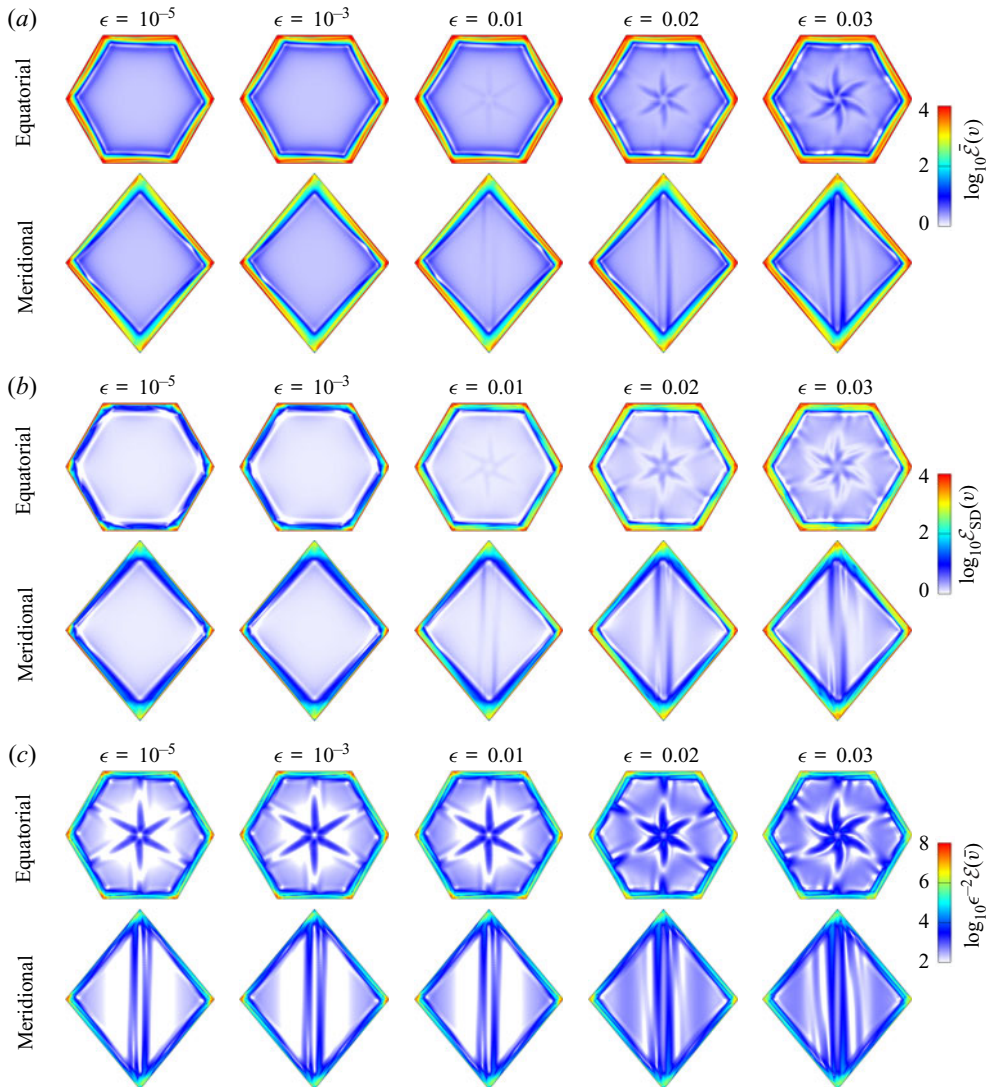 (a) ϵ = 10⁻⁵ ϵ = 10⁻³ ϵ = 0.01 ϵ = 0.02 ϵ = 0.03
Equatorial
4
2
0
log₁₀ℰ̄(v)
Meridional
(b) ϵ = 10⁻⁵ ϵ = 10⁻³ ϵ = 0.01 ϵ = 0.02 ϵ = 0.03
Equatorial
4
2
0
log₁₀ℰ_SD(v)
Meridional
(c) ϵ = 10⁻⁵ ϵ = 10⁻³ ϵ = 0.01 ϵ = 0.02 ϵ = 0.03
Equatorial
8
6
4
2
log₁₀ϵ⁻²ℰ(v̄)
Meridional